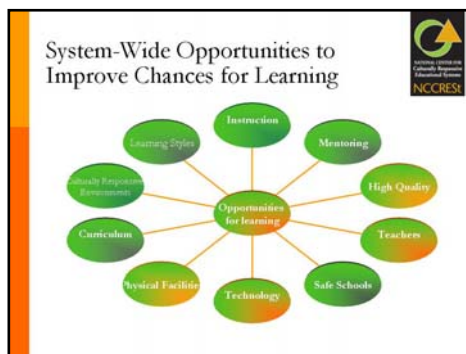 System-Wide Opportunities to
Improve Chances for Learning
NATIONAL CENTER FOR
Culturally Responsive
Educational Systems
NCCRESt
Instruction
Learning Styles
Mentoring
Culturally Responsive
Environments
High Quality
Opportunities
for learning
Curriculum
Teachers
Physical Facilitie
Safe Schools
Technology